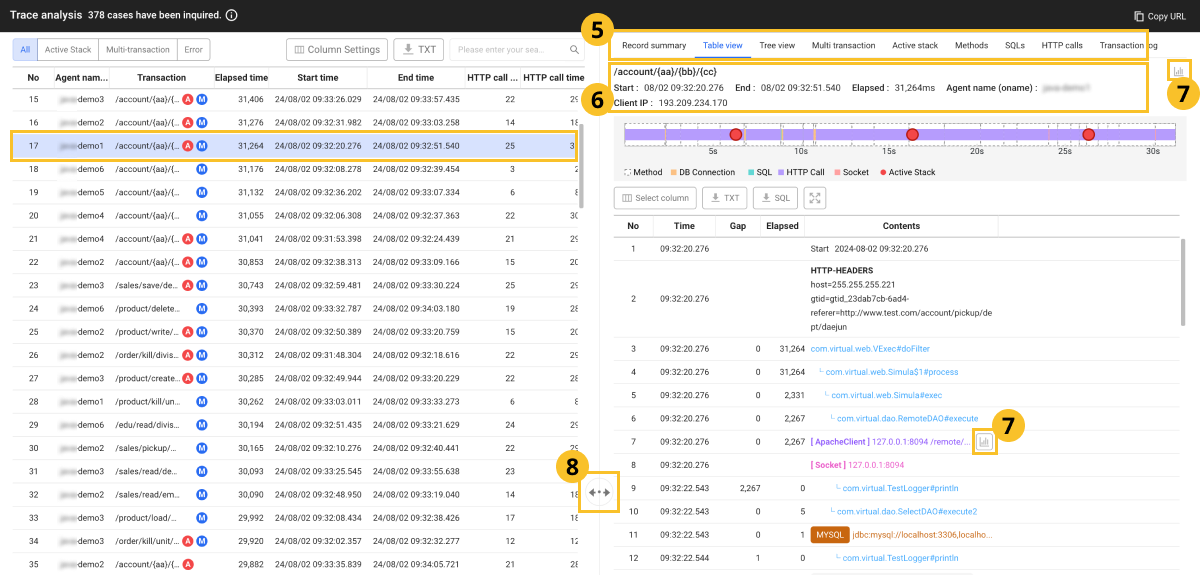 Trace analysis 378 cases have been inquired.
Copy URL
All Active Stack Multi-transaction Error
Column Settings TXT Please enter your sea...
No Agent nam... Transaction Elapsed time Start time End time HTTP call ... HTTP call time
15 demo3 /account/{aa}/{... A M 31,406 24/08/02 09:33:26.029 24/08/02 09:33:57.435 22 29
16 demo2 /account/{aa}/{... A M 31,276 24/08/02 09:32:31.982 24/08/02 09:33:03.258 14 18
17 demo1 /account/{aa}/{... A M 31,264 24/08/02 09:32:20.276 24/08/02 09:32:51.540 25 3
18 demo6 /account/{aa}/{... M 31,176 24/08/02 09:32:08.278 24/08/02 09:32:39.454 3 2
19 demo5 /account/{aa}/{... M 31,132 24/08/02 09:32:36.202 24/08/02 09:33:07.334 6 8
20 demo4 /account/{aa}/{... M 31,055 24/08/02 09:32:06.308 24/08/02 09:32:37.363 22 30
21 demo4 /account/{aa}/{... A M 31,041 24/08/02 09:31:53.398 24/08/02 09:32:24.439 21 29
22 demo2 /account/{aa}/{... A M 30,853 24/08/02 09:32:38.313 24/08/02 09:33:09.166 15 20
23 demo3 /sales/save/de... A M 30,743 24/08/02 09:32:59.481 24/08/02 09:33:30.224 25 29
24 demo6 /product/delete... M 30,393 24/08/02 09:33:32.787 24/08/02 09:34:03.180 19 28
25 demo2 /product/write/... A M 30,370 24/08/02 09:32:50.389 24/08/02 09:33:20.759 15 20
26 demo2 /order/kill/divis... A M 30,312 24/08/02 09:31:48.304 24/08/02 09:32:18.616 22 29
27 demo3 /product/create... A M 30,285 24/08/02 09:32:49.944 24/08/02 09:33:20.229 22 28
28 demo1 /product/kill/un... M 30,262 24/08/02 09:33:03.011 24/08/02 09:33:33.273 6 8
29 demo6 /edu/read/divis... M 30,194 24/08/02 09:32:51.435 24/08/02 09:33:21.629 24 29
30 demo2 /sales/pickup/... M 30,165 24/08/02 09:32:10.276 24/08/02 09:32:40.441 22 29
31 demo3 /sales/read/de... M 30,093 24/08/02 09:33:25.545 24/08/02 09:33:55.638 23
32 demo2 /sales/read/em... M 30,090 24/08/02 09:32:48.950 24/08/02 09:33:19.040 14 18
33 demo3 /product/load/... M 29,992 24/08/02 09:32:08.434 24/08/02 09:32:38.426 17 18
34 demo3 /order/kill/unit/... A M 29,920 24/08/02 09:32:02.357 24/08/02 09:32:32.277 12 12
35 demo2 /account/{aa}/{... A 29,882 24/08/02 09:33:35.839 24/08/02 09:34:05.721 21 28
5
Record summary Table view Tree view Multi transaction Active stack Methods SQLs HTTP calls Transaction log
6
/account/{aa}/{bb}/{cc}
Start : 08/02 09:32:20.276 End : 08/02 09:32:51.540 Elapsed : 31,264ms Agent name (oname) :
Client IP : 193.209.234.170
7
5s 10s 15s 20s 25s 30s
Method DB Connection SQL HTTP Call Socket Active Stack
Select column TXT SQL
No Time Gap Elapsed Contents
1 09:32:20.276 Start 2024-08-02 09:32:20.276
2 09:32:20.276 HTTP-HEADERS
host=255.255.255.221
gtid=gtid_23dab7cb-6ad4-
referer=http://www.test.com/account/pickup/de
pt/daejun
3 09:32:20.276 0 31,264 com.virtual.web.VExec#doFilter
4 09:32:20.276 0 31,264 com.virtual.web.Simula$1#process
5 09:32:20.276 0 2,331 com.virtual.web.Simula#exec
6 09:32:20.276 0 2,267 com.virtual.dao.RemoteDAO#execute
7 09:32:20.276 0 2,267 [ ApacheClient ] 127.0.0.1:8094 /remote/...
7
8 09:32:20.276 [ Socket ] 127.0.0.1:8094
8
9 09:32:22.543 2,267 0 com.virtual.TestLogger#println
10 09:32:22.543 0 5 com.virtual.dao.SelectDAO#execute2
11 09:32:22.543 0 1 MYSQL jdbc:mysql://localhost:3306,localho...
12 09:32:22.544 1 0 com.virtual.TestLogger#println